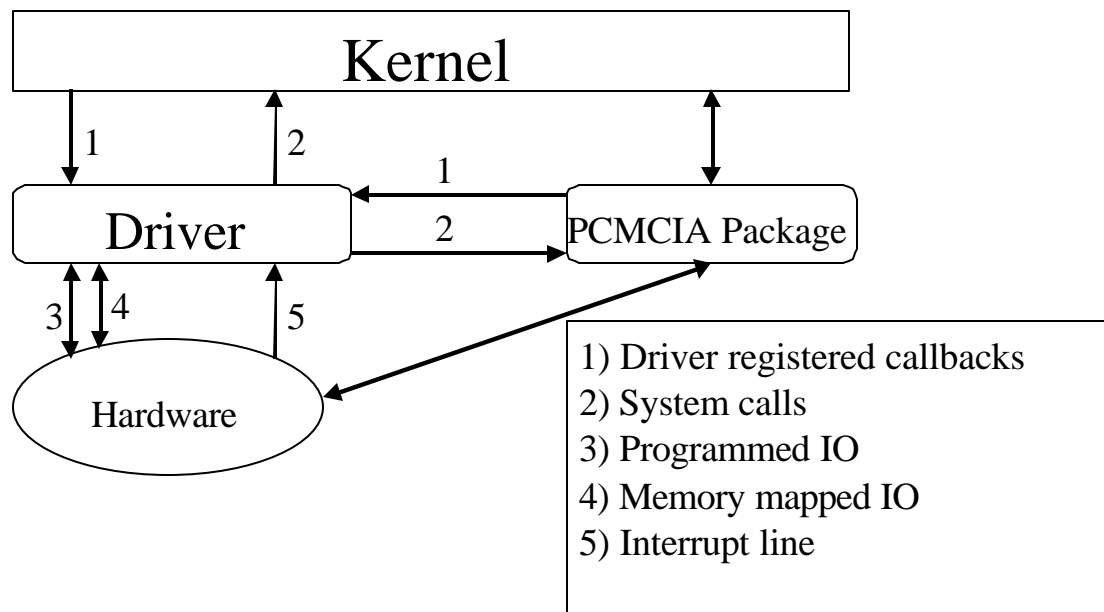 Kernel
1
2
1
Driver
2
PCMCIA Package
3
4
5
Hardware
1) Driver registered callbacks
2) System calls
3) Programmed IO
4) Memory mapped IO
5) Interrupt line